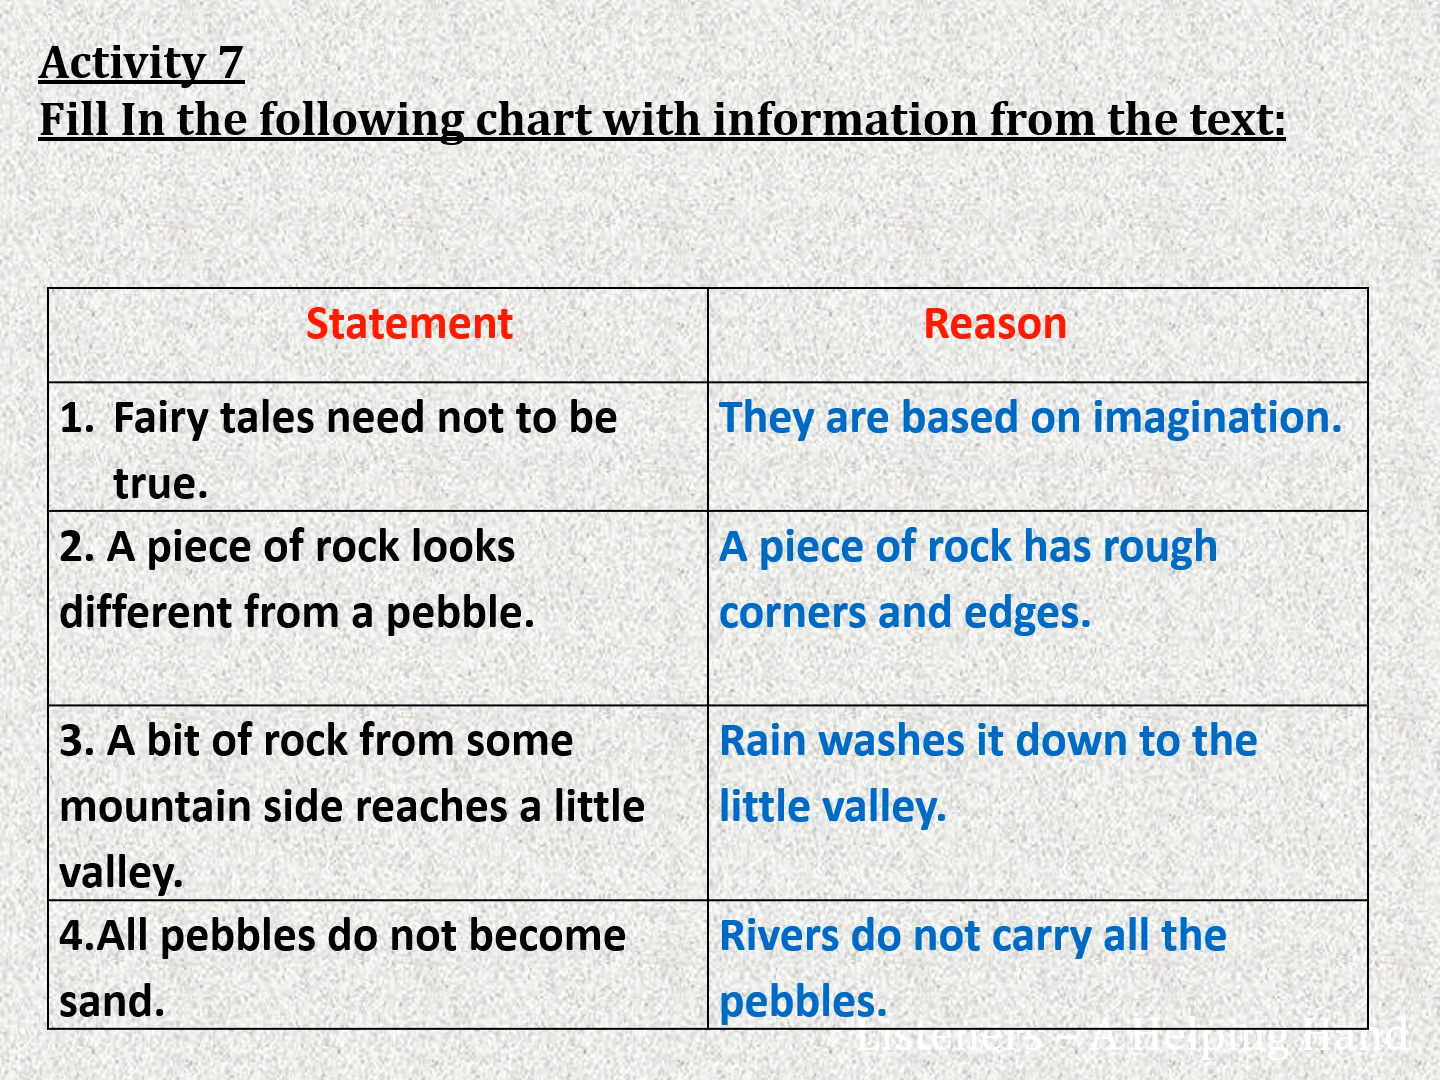 Activity 7
Fill In the following chart with information from the text:
Statement
Reason
1. Fairy tales need not to be
true.
They are based on imagination.
2. A piece of rock looks
different from a pebble.
A piece of rock has rough
corners and edges.
3. A bit of rock from some
mountain side reaches a little
valley.
Rain washes it down to the
little valley.
4.All pebbles do not become
sand.
Rivers do not carry all the
pebbles.
Listeners – A Helping Hand